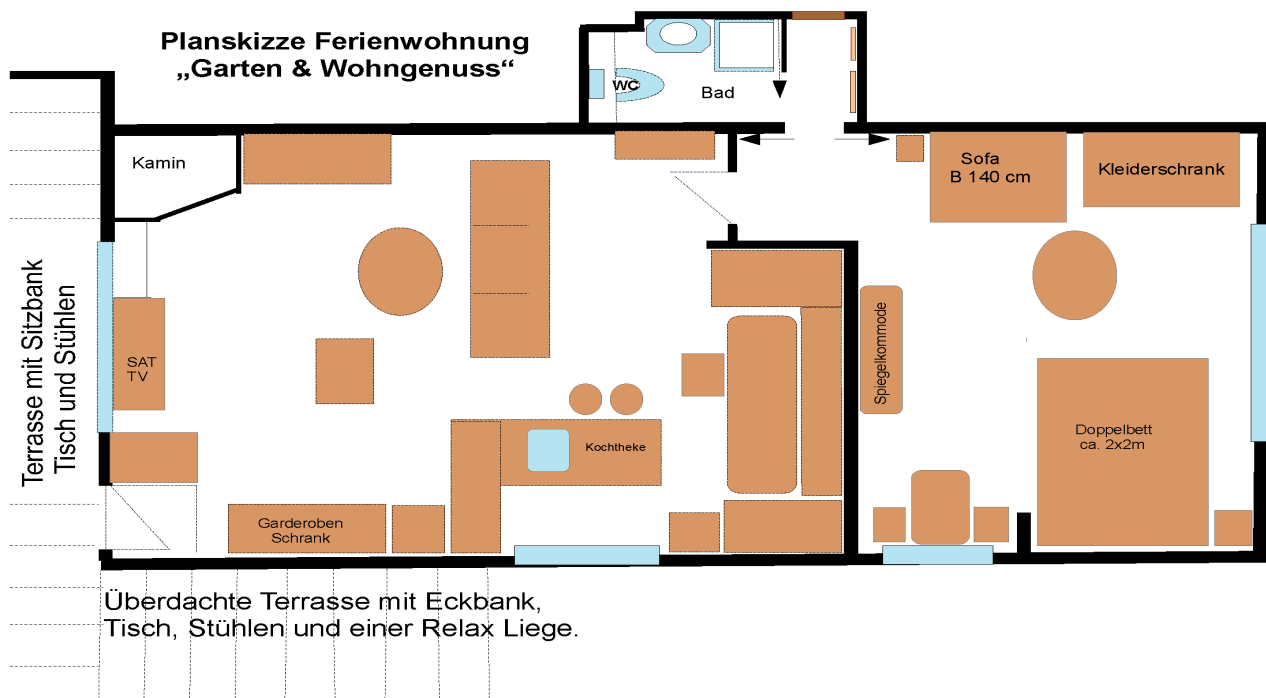 Planskizze Ferienwohnung
„Garten & Wohngenuss“
WC
Bad
Kamin
Sofa
B 140 cm
Kleiderschrank
Terrasse mit Sitzbank
Tisch und Stühlen
SAT
TV
Spiegelkommode
Kochtheke
Doppelbett
ca. 2x2m
Garderoben
Schrank
Überdachte Terrasse mit Eckbank,
Tisch, Stühlen und einer Relax Liege.